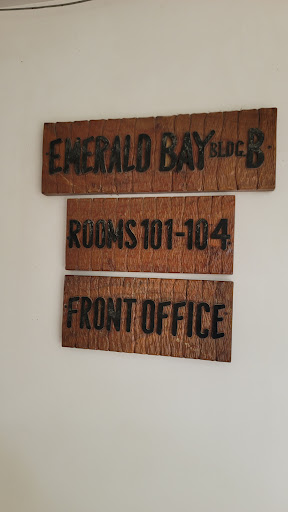 EMERALD BAY BLDG. B
ROOMS 101-104
FRONT OFFICE